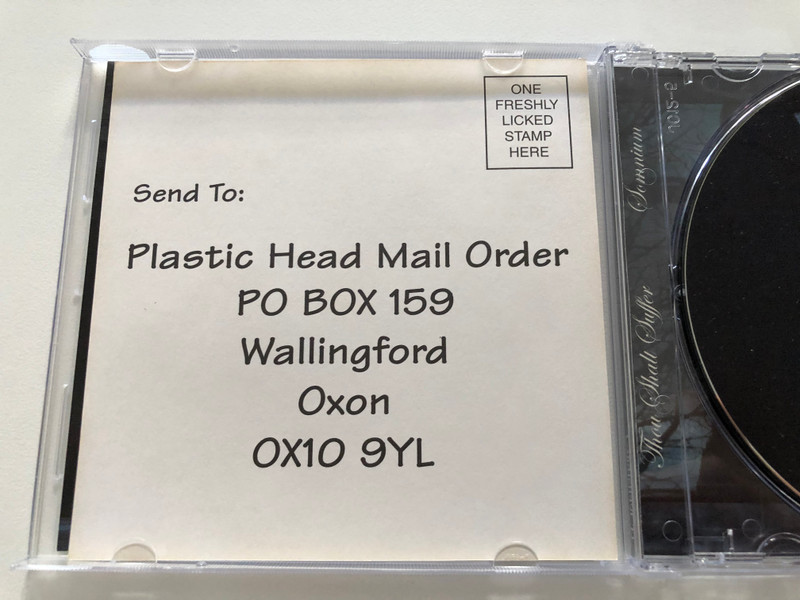 ONE
FRESHLY
LICKED
STAMP
HERE
Send To:
Plastic Head Mail Order
PO BOX 159
Wallingford
Oxon
OX10 9YL
Thou Shalt Suffer Somnium